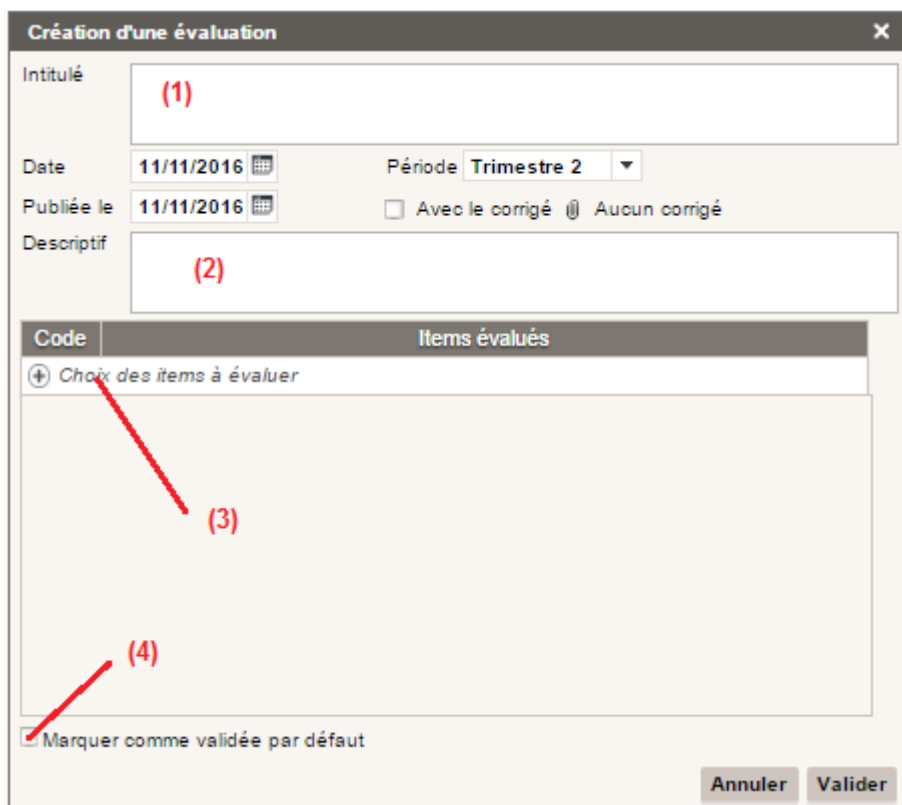 Création d'une évaluation
Intitulé
(1)
Date 11/11/2016 Période Trimestre 2
Publiée le 11/11/2016 Avec le corrigé Aucun corrigé
Descriptif
(2)
Code Items évalués
Choix des items à évaluer
(3)
(4)
Marquer comme validée par défaut
Annuler Valider